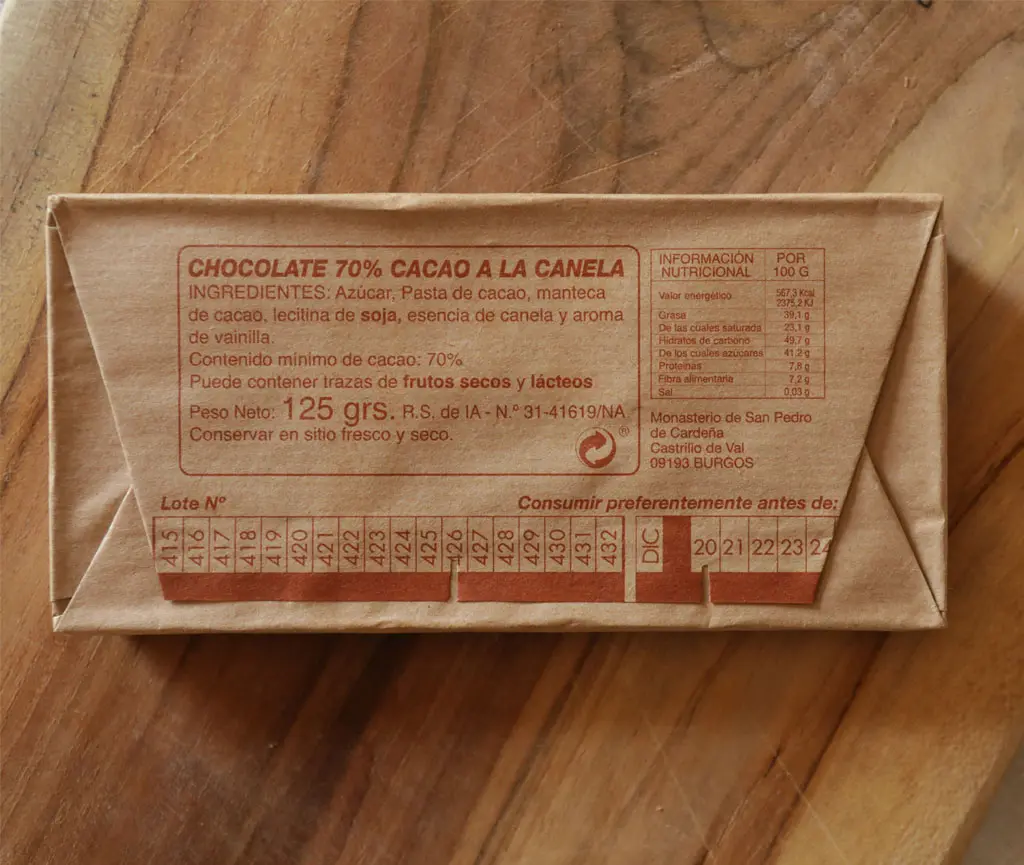 CHOCOLATE 70% CACAO A LA CANELA
INGREDIENTES: Azúcar, Pasta de cacao, manteca
de cacao, lecitina de soja, esencia de canela y aroma
de vainilla.
Contenido mínimo de cacao: 70%
Puede contener trazas de frutos secos y lácteos
Peso Neto: 125 grs. R.S. de IA - N.º 31-41619/NA
Conservar en sitio fresco y seco.
®
INFORMACIÓN NUTRICIONAL POR 100 G
Valor energético 567,3 Kcal
2375,2 KJ
Grasa 39,1 g
De las cuales saturada 23,1 g
Hidratos de carbono 49,7 g
De los cuales azúcares 41,2 g
Proteínas 7,8 g
Fibra alimentaria 7,2 g
Sal 0,03 g
Monasterio de San Pedro
de Cardeña
Castrillo de Val
09193 BURGOS
Lote Nº Consumir preferentemente antes de:
415 416 417 418 419 420 421 422 423 424 425 426 427 428 429 430 431 432 DIC 20 21 22 23 24